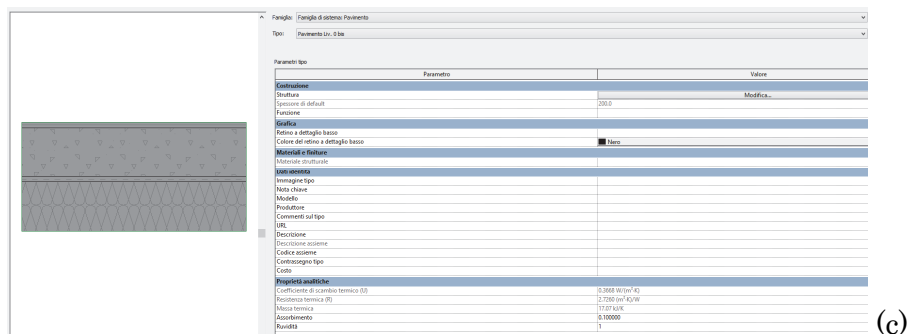 Famiglia: Famiglia di sistema: Pavimento
Tipo: Pavimento Liv. 0 bis
Parametri tipo
Parametro Valore
Costruzione
Struttura Modifica...
Spessore di default 200.0
Funzione
Grafica
Retino a dettaglio basso
Colore del retino a dettaglio basso Nero
Materiali e finiture
Materiale strutturale
Dati identità
Immagine tipo
Nota chiave
Modello
Produttore
Commenti sul tipo
URL
Descrizione
Descrizione assieme
Codice assieme
Contrassegno tipo
Costo
Proprietà analitiche
Coefficiente di scambio termico (U) 0.3668 W/(m²·K)
Resistenza termica (R) 2.7260 (m²·K)/W
Massa termica 17.07 kJ/K
Assorbimento 0.100000
Ruvidità 1
(c)